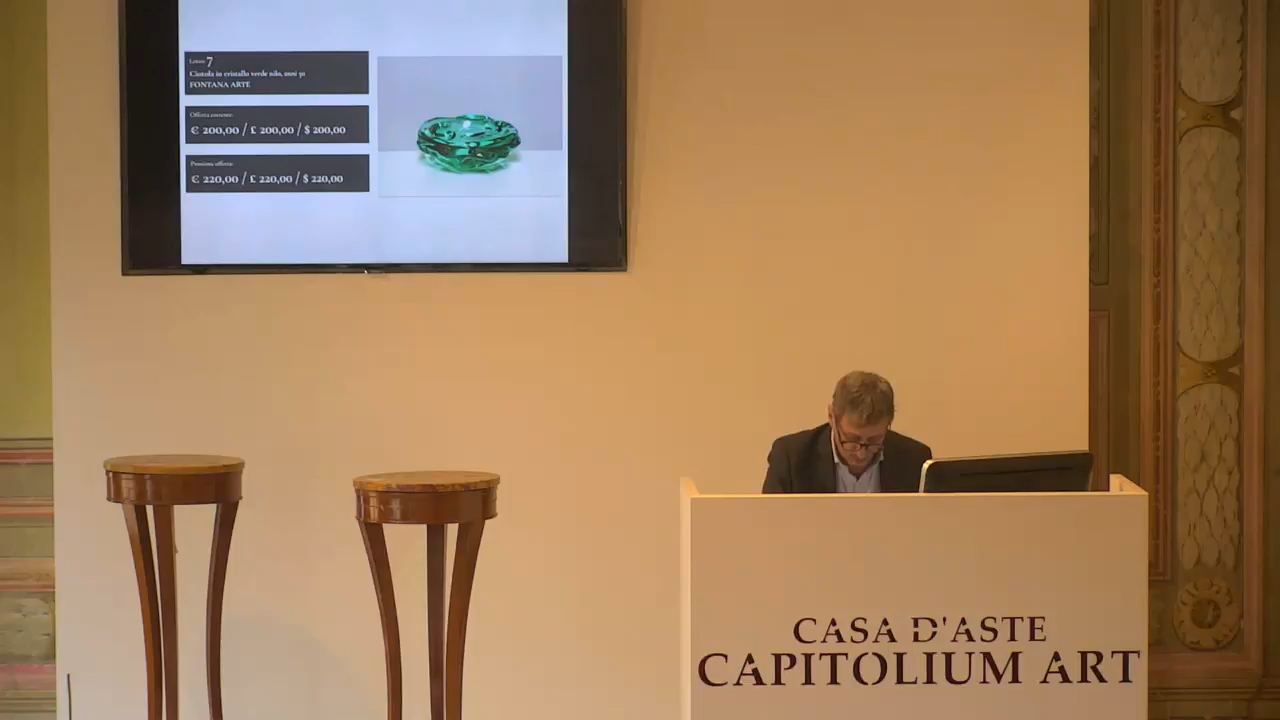 Lotto 7
Ciotola in cristallo verde nilo, anni 50
FONTANA ARTE
Offerta corrente:
€ 200,00 / £ 200,00 / $ 200,00
Prossima offerta:
€ 220,00 / £ 220,00 / $ 220,00
CASA D'ASTE
CAPITOLIUM ART